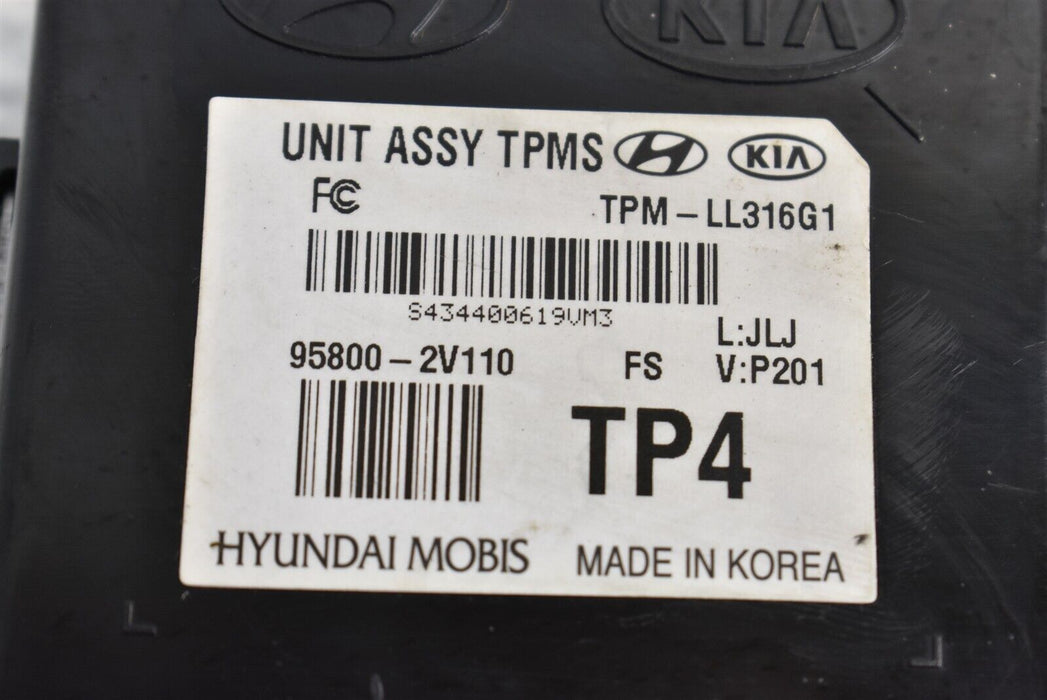 KIA
UNIT ASSY TPMS KIA
FC
TPM - LL316G1
S434400619VM3
L:JLJ
95800 - 2V110 FS V:P201
TP4
HYUNDAI MOBIS MADE IN KOREA